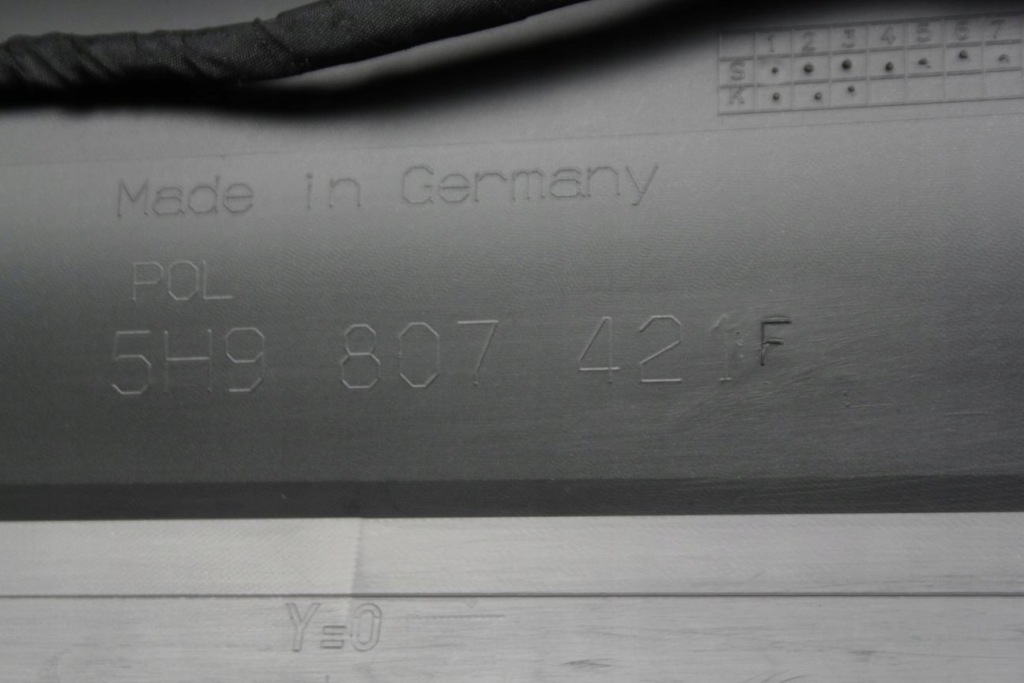 1 2 3 4 5 6 7
S
K
Made in Germany
POL
5H9 807 421 F
Y=0